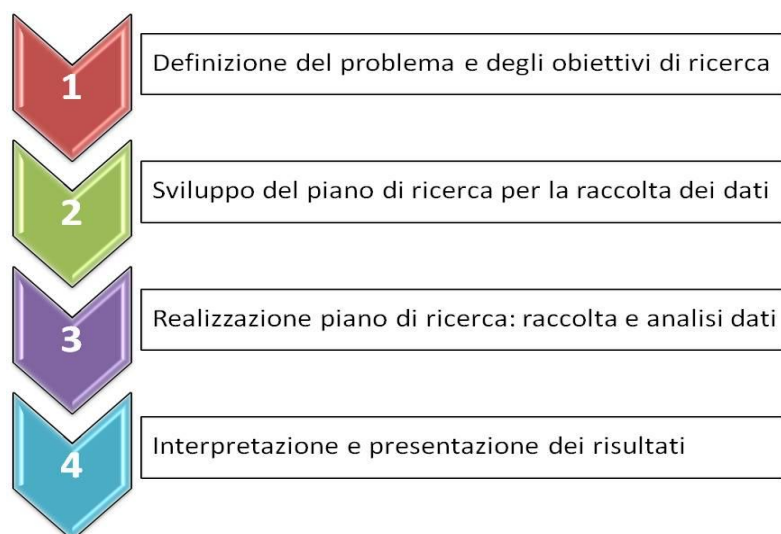 1
Definizione del problema e degli obiettivi di ricerca
2
Sviluppo del piano di ricerca per la raccolta dei dati
3
Realizzazione piano di ricerca: raccolta e analisi dati
4
Interpretazione e presentazione dei risultati